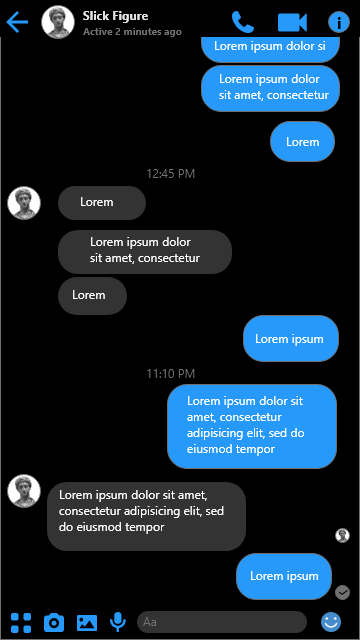 Slick Figure
Active 2 minutes ago
Lorem ipsum dolor si
Lorem ipsum dolor
sit amet, consectetur
Lorem
12:45 PM
Lorem
Lorem ipsum dolor
sit amet, consectetur
Lorem
Lorem ipsum
11:10 PM
Lorem ipsum dolor sit
amet, consectetur
adipisicing elit, sed do
eiusmod tempor
Lorem ipsum dolor sit amet,
consectetur adipisicing elit, sed
do eiusmod tempor
Lorem ipsum
Aa